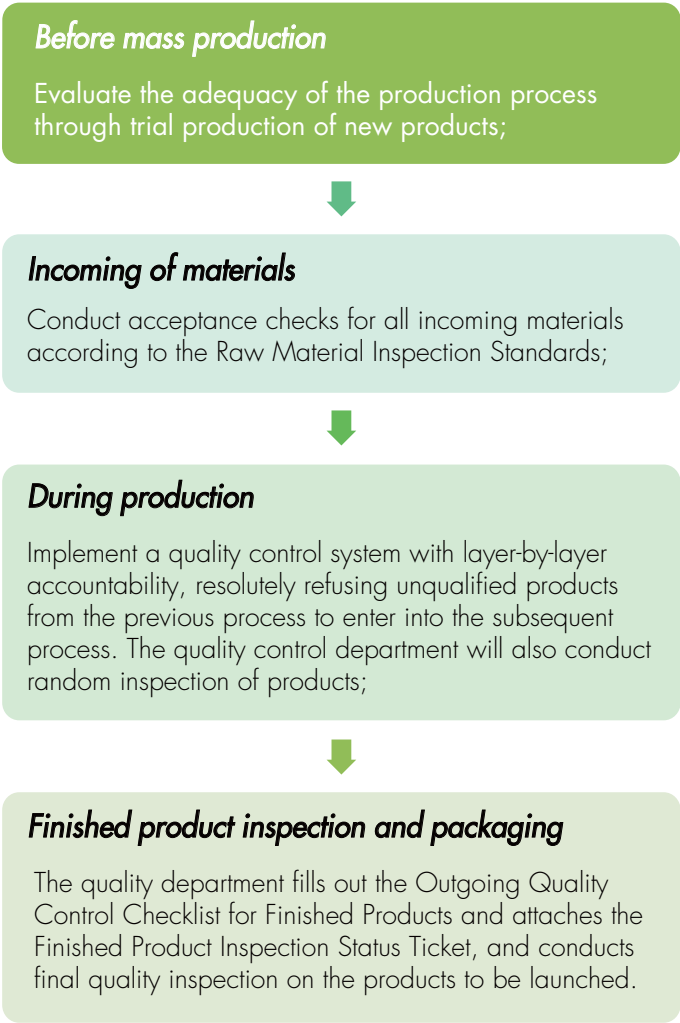 Before mass production
Evaluate the adequacy of the production process
through trial production of new products;
Incoming of materials
Conduct acceptance checks for all incoming materials
according to the Raw Material Inspection Standards;
During production
Implement a quality control system with layer-by-layer
accountability, resolutely refusing unqualified products
from the previous process to enter into the subsequent
process. The quality control department will also conduct
random inspection of products;
Finished product inspection and packaging
The quality department fills out the Outgoing Quality
Control Checklist for Finished Products and attaches the
Finished Product Inspection Status Ticket, and conducts
final quality inspection on the products to be launched.